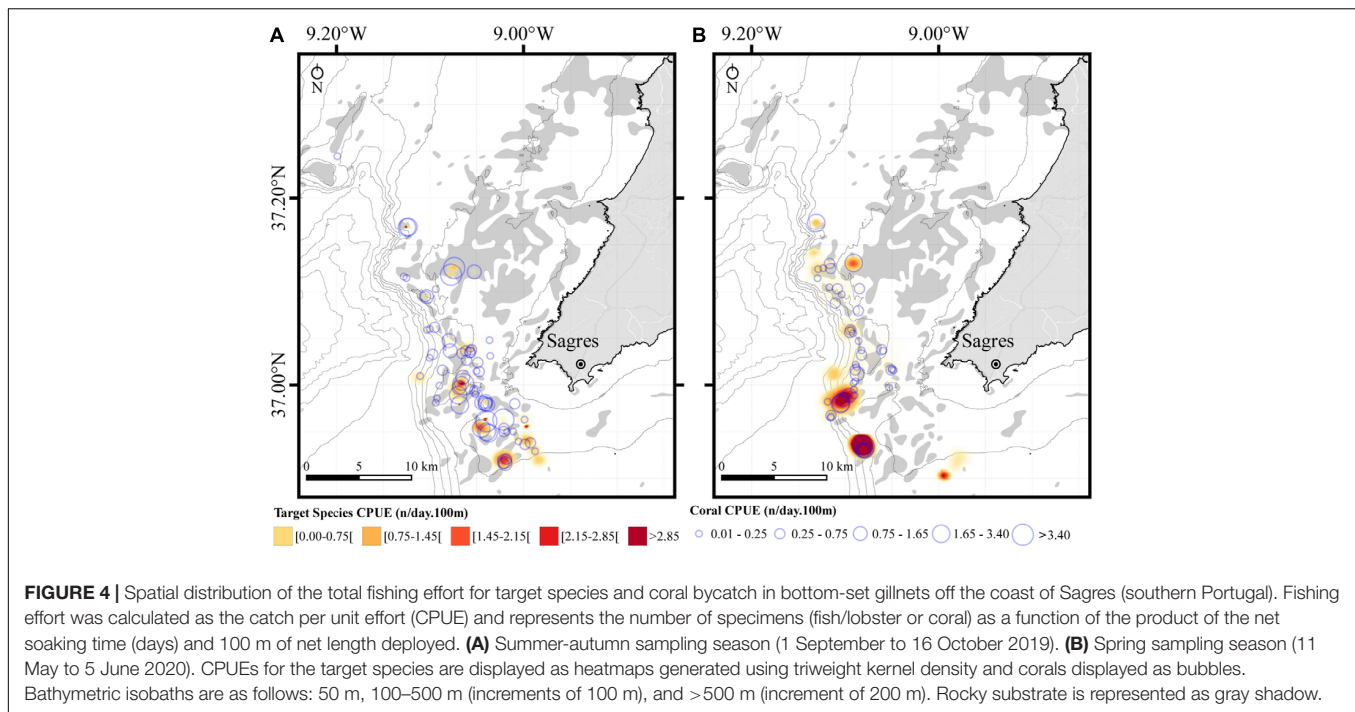 9.20°W 9.00°W
A
N
37.20°N
37.00°N
Sagres
0 5 10 km
9.20°W 9.00°W
B
N
Sagres
0 5 10 km
Target Species CPUE (n/day.100m)
[0.00-0.75[ [0.75-1.45[ [1.45-2.15[ [2.15-2.85[ >2.85
Coral CPUE (n/day.100m)
0.01 - 0.25 0.25 - 0.75 0.75 - 1.65 1.65 - 3.40 >3.40
FIGURE 4 | Spatial distribution of the total fishing effort for target species and coral bycatch in bottom-set gillnets off the coast of Sagres (southern Portugal). Fishing
effort was calculated as the catch per unit effort (CPUE) and represents the number of specimens (fish/lobster or coral) as a function of the product of the net
soaking time (days) and 100 m of net length deployed. (A) Summer-autumn sampling season (1 September to 16 October 2019). (B) Spring sampling season (11
May to 5 June 2020). CPUEs for the target species are displayed as heatmaps generated using triweight kernel density and corals displayed as bubbles.
Bathymetric isobaths are as follows: 50 m, 100–500 m (increments of 100 m), and >500 m (increment of 200 m). Rocky substrate is represented as gray shadow.